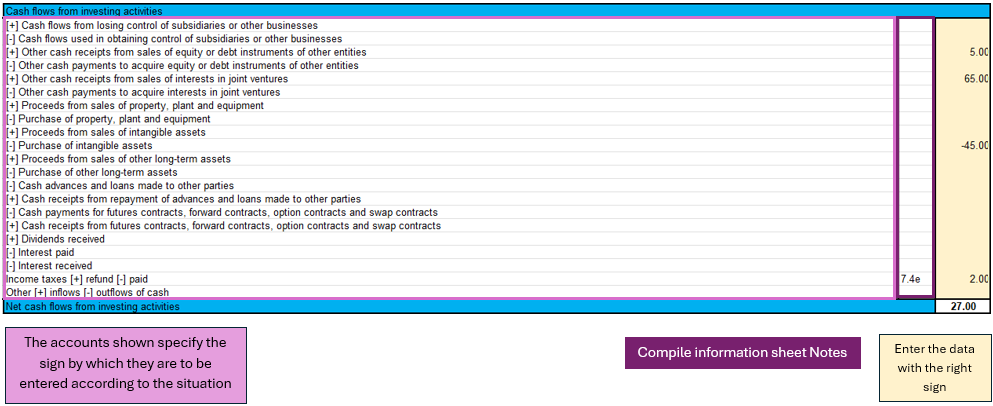 Cash flows from investing activities
[+] Cash flows from losing control of subsidiaries or other businesses
[-] Cash flows used in obtaining control of subsidiaries or other businesses
[+] Other cash receipts from sales of equity or debt instruments of other entities 5.00
[-] Other cash payments to acquire equity or debt instruments of other entities
[+] Other cash receipts from sales of interests in joint ventures 65.00
[-] Other cash payments to acquire interests in joint ventures
[+] Proceeds from sales of property, plant and equipment
[-] Purchase of property, plant and equipment
[+] Proceeds from sales of intangible assets
[-] Purchase of intangible assets -45.00
[+] Proceeds from sales of other long-term assets
[-] Purchase of other long-term assets
[-] Cash advances and loans made to other parties
[+] Cash receipts from repayment of advances and loans made to other parties
[-] Cash payments for futures contracts, forward contracts, option contracts and swap contracts
[+] Cash receipts from futures contracts, forward contracts, option contracts and swap contracts
[+] Dividends received
[-] Interest paid
[-] Interest received
Income taxes [+] refund [-] paid 7.4e 2.00
Other [+] inflows [-] outflows of cash
Net cash flows from investing activities 27.00
The accounts shown specify the
sign by which they are to be
entered according to the situation
Compile information sheet Notes
Enter the data
with the right
sign